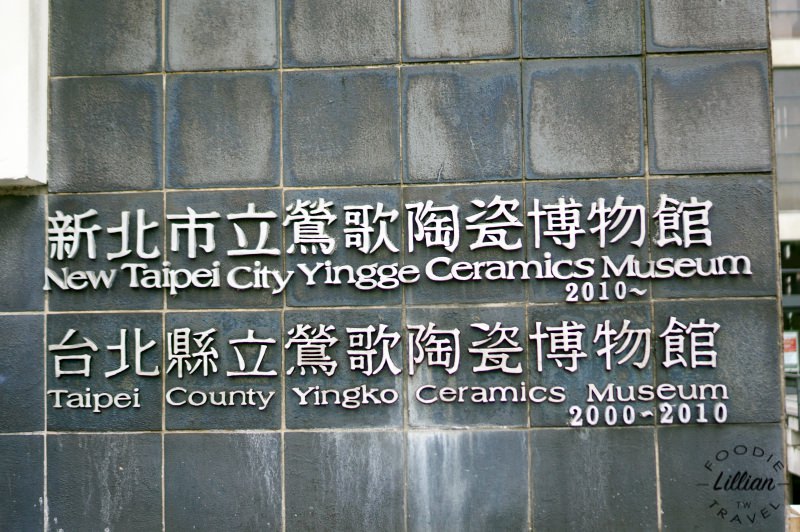 新北市立鶯歌陶瓷博物館
New Taipei City Yingge Ceramics Museum
2010~
台北縣立鶯歌陶瓷博物館
Taipei County Yingko Ceramics Museum
2000~2010
FOODIE
Lillian
TW
TRAVEL